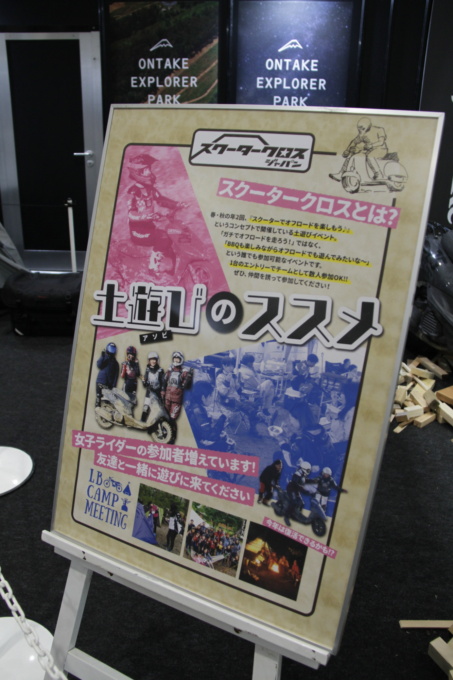 ONTAKE
EXPLORER
PARK
ONTAKE
EXPLORER
PARK
スクータークロス
ジャパン
スクータークロスとは?
春・秋の年2回、『スクーターでオフロードを楽しもう♪』
というコンセプトで開催している土遊びイベント。
「ガチでオフロードを走ろう!」ではなく、
「BBQも楽しみながらオフロードでも遊んでみたいな〜」
という誰でも参加可能なイベントです。
1台のエントリーでチームとして数人参加OK!!
ぜひ、仲間を誘って参加してください!
土遊びのススメ
アソビ
女子ライダーの参加者増えています!
友達と一緒に遊びに来てください
LB
CAMP
MEETING